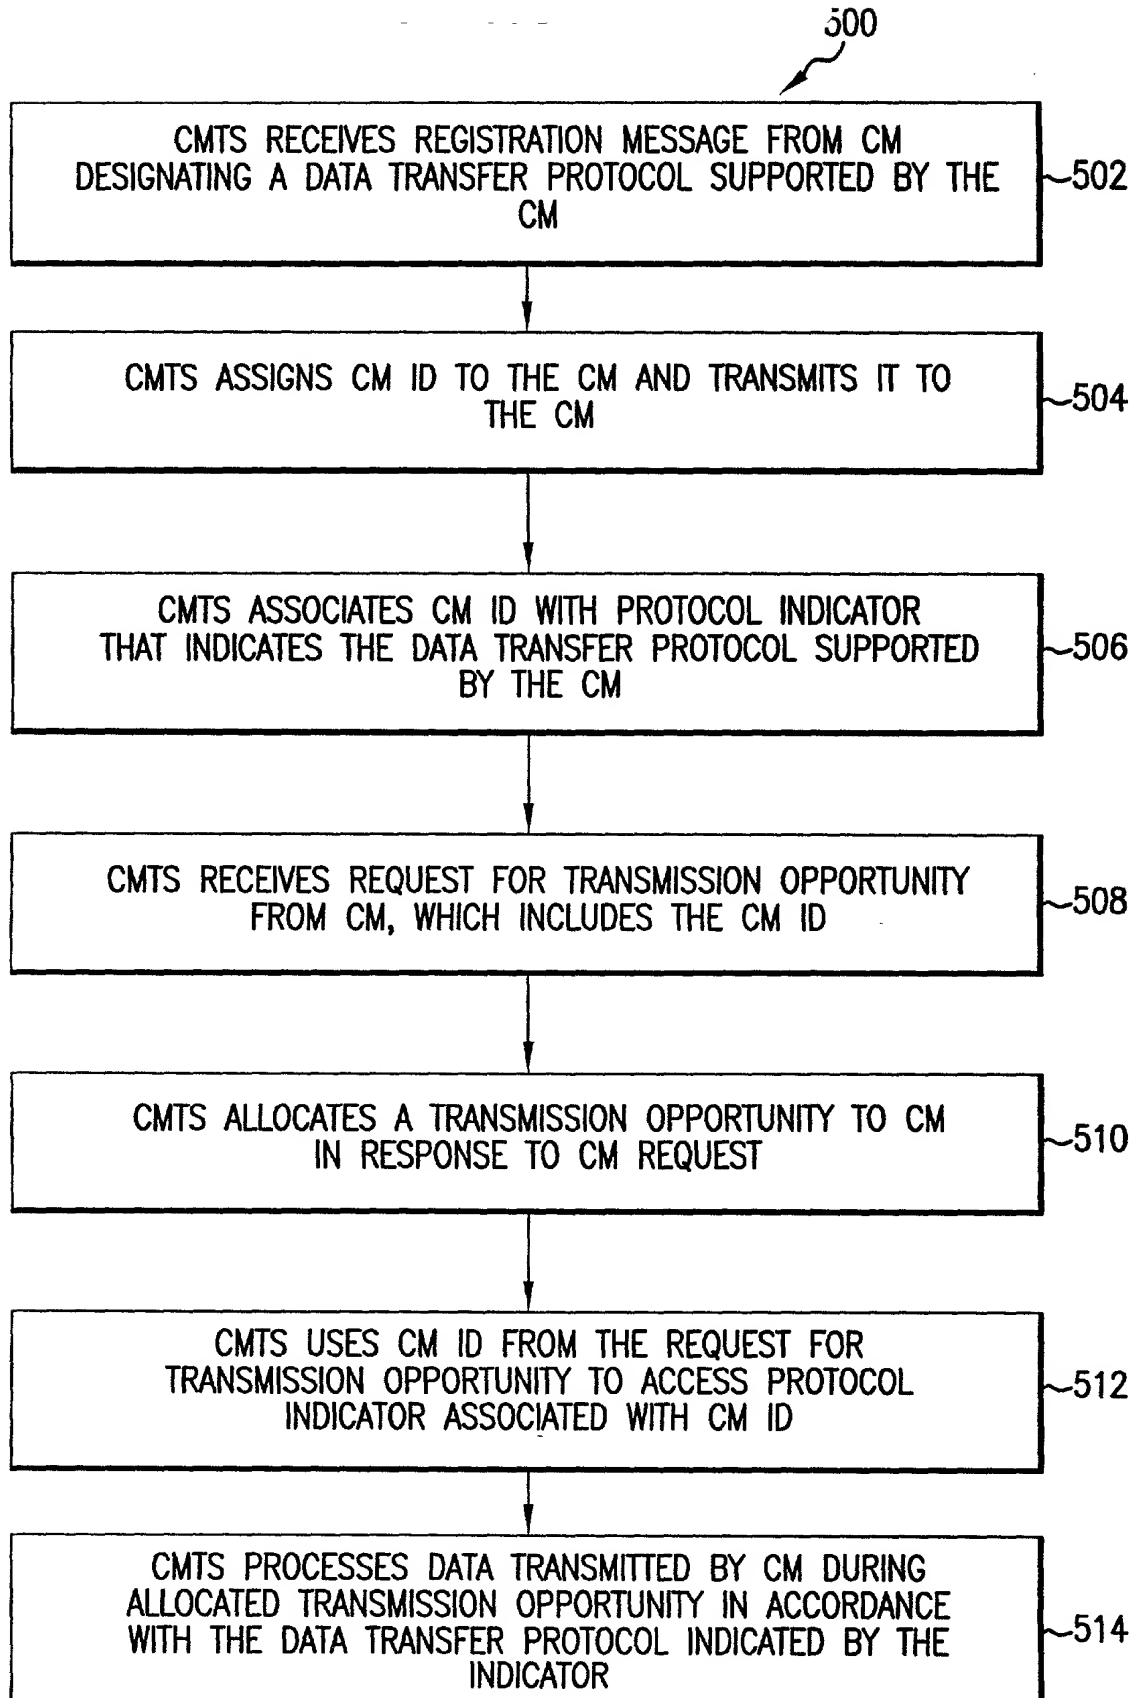 500
CMTS RECEIVES REGISTRATION MESSAGE FROM CM
DESIGNATING A DATA TRANSFER PROTOCOL SUPPORTED BY THE
CM
502
CMTS ASSIGNS CM ID TO THE CM AND TRANSMITS IT TO
THE CM
504
CMTS ASSOCIATES CM ID WITH PROTOCOL INDICATOR
THAT INDICATES THE DATA TRANSFER PROTOCOL SUPPORTED
BY THE CM
506
CMTS RECEIVES REQUEST FOR TRANSMISSION OPPORTUNITY
FROM CM, WHICH INCLUDES THE CM ID
508
CMTS ALLOCATES A TRANSMISSION OPPORTUNITY TO CM
IN RESPONSE TO CM REQUEST
510
CMTS USES CM ID FROM THE REQUEST FOR
TRANSMISSION OPPORTUNITY TO ACCESS PROTOCOL
INDICATOR ASSOCIATED WITH CM ID
512
CMTS PROCESSES DATA TRANSMITTED BY CM DURING
ALLOCATED TRANSMISSION OPPORTUNITY IN ACCORDANCE
WITH THE DATA TRANSFER PROTOCOL INDICATED BY THE
INDICATOR
514